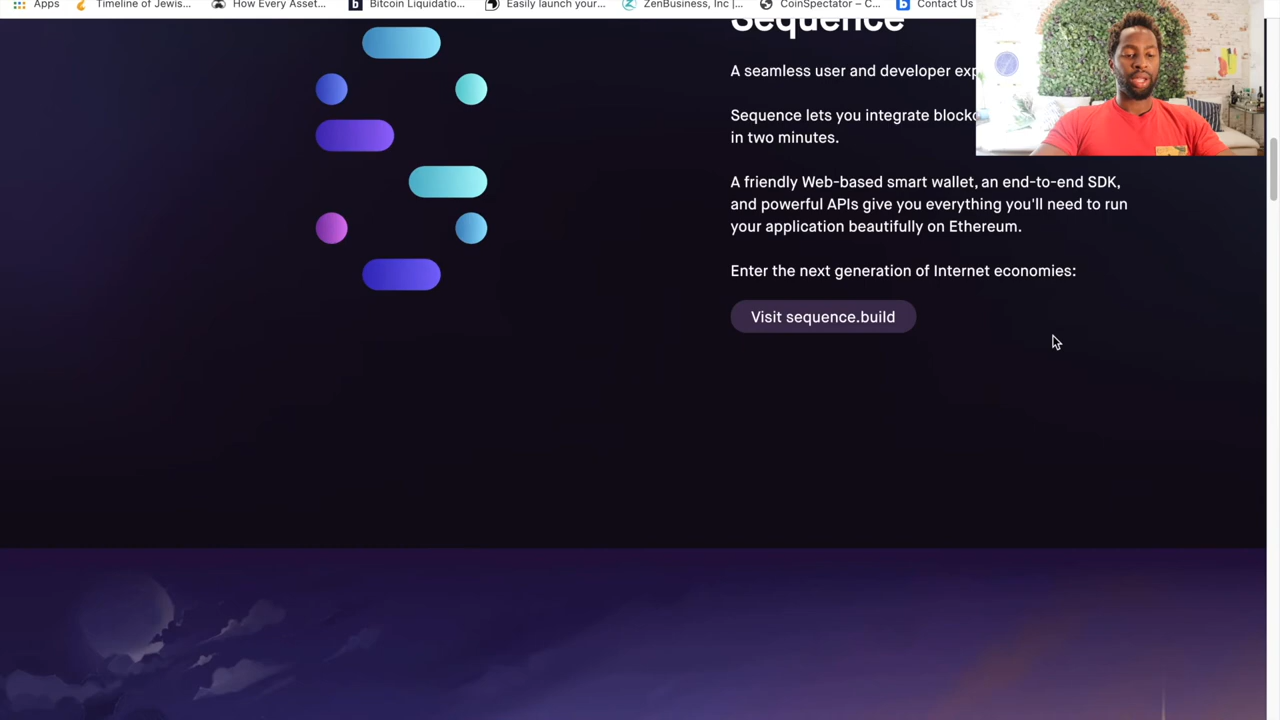 Apps
Timeline of Jewis...
How Every Asset...
Bitcoin Liquidatio...
Easily launch your...
ZenBusiness, Inc |...
CoinSpectator – C...
Contact Us
Sequence
A seamless user and developer
Sequence lets you integrate
in two minutes.
A friendly Web-based smart wallet, an end-to-end SDK,
and powerful APIs give you everything you'll need to run
your application beautifully on Ethereum.
Enter the next generation of Internet economies:
Visit sequence.build